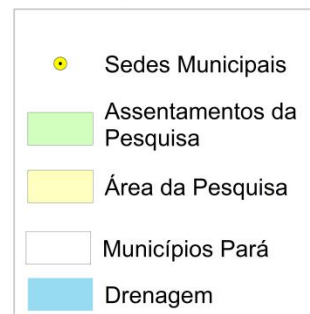 Sedes Municipais
Assentamentos da
Pesquisa
Área da Pesquisa
Municípios Pará
Drenagem